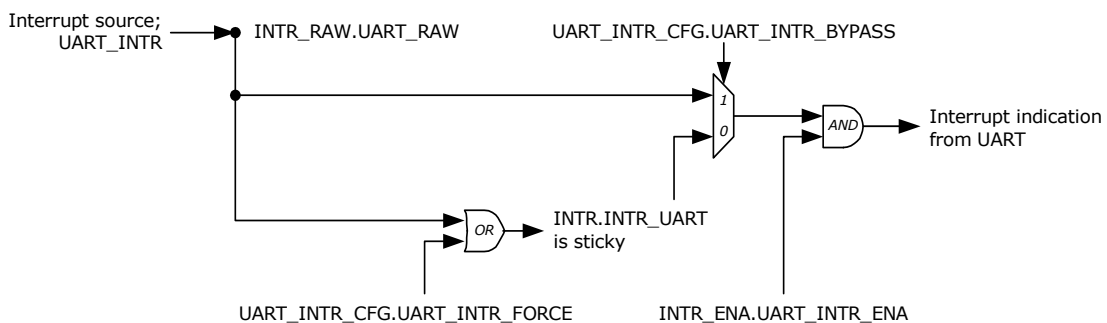 Interrupt source;
UART_INTR
INTR_RAW.UART_RAW
UART_INTR_CFG.UART_INTR_BYPASS
1
0
AND
Interrupt indication
from UART
OR
INTR.INTR_UART
is sticky
UART_INTR_CFG.UART_INTR_FORCE
INTR_ENA.UART_INTR_ENA